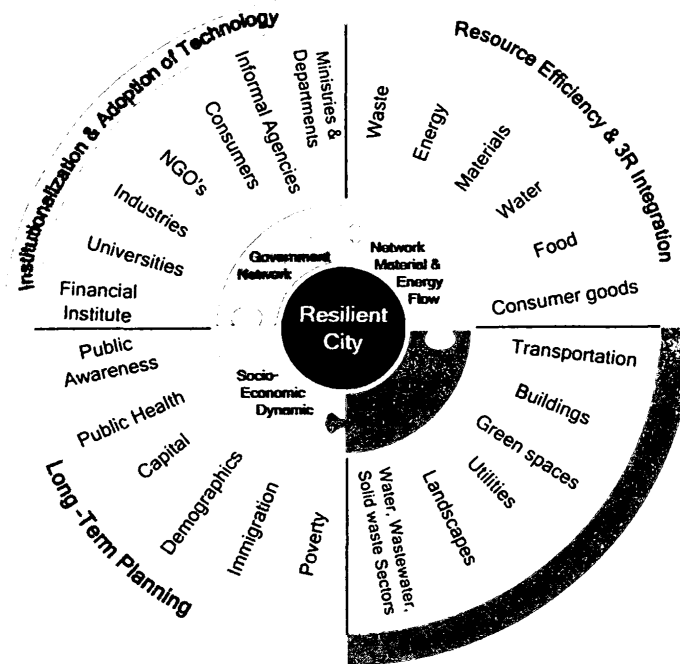 Institutionalization & Adoption of Technology
Ministries &
Departments
Informal Agencies
Consumers
NGO's
Industries
Universities
Financial
Institute
Government
Network
Resource Efficiency & 3R Integration
Waste
Energy
Materials
Water
Food
Consumer goods
Network
Material &
Energy
Flow
Resilient
City
Transportation
Buildings
Green spaces
Utilities
Landscapes
Water, Wastewater,
Solid waste Sectors
Socio-
Economic
Dynamic
Public
Awareness
Public Health
Capital
Demographics
Immigration
Poverty
Long -Term Planning